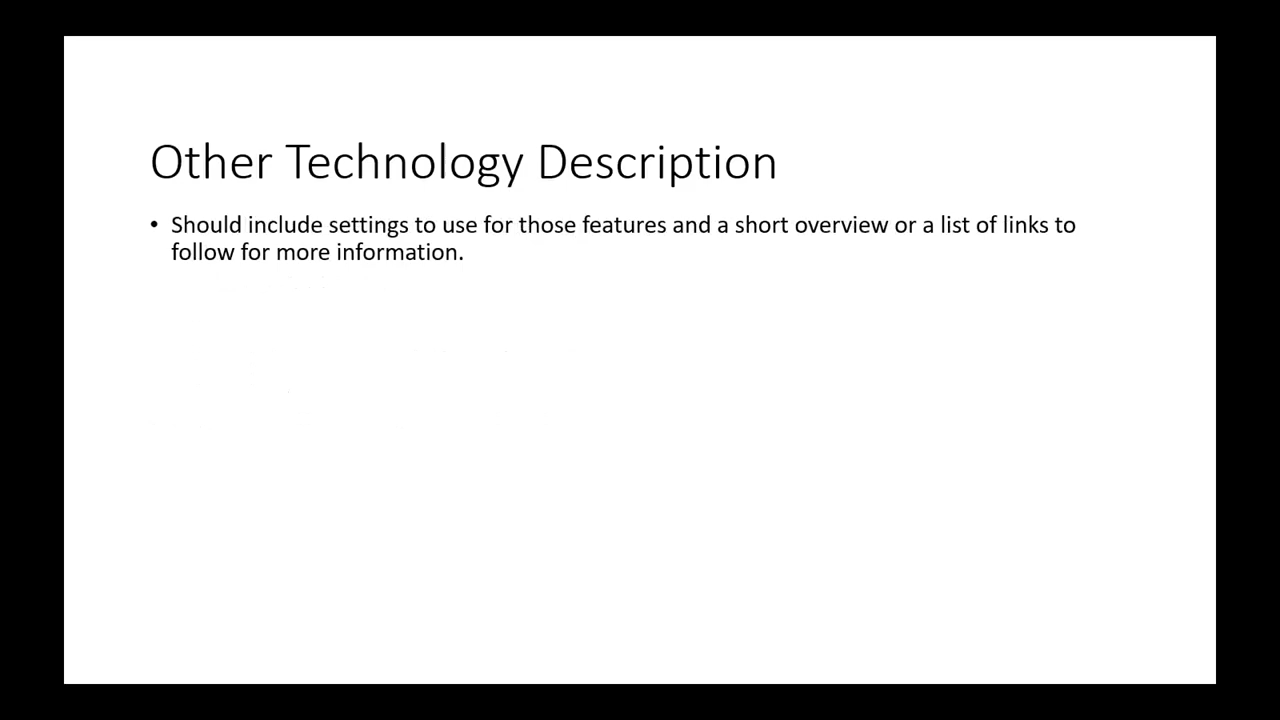 Other Technology Description
• Should include settings to use for those features and a short overview or a list of links to
follow for more information.